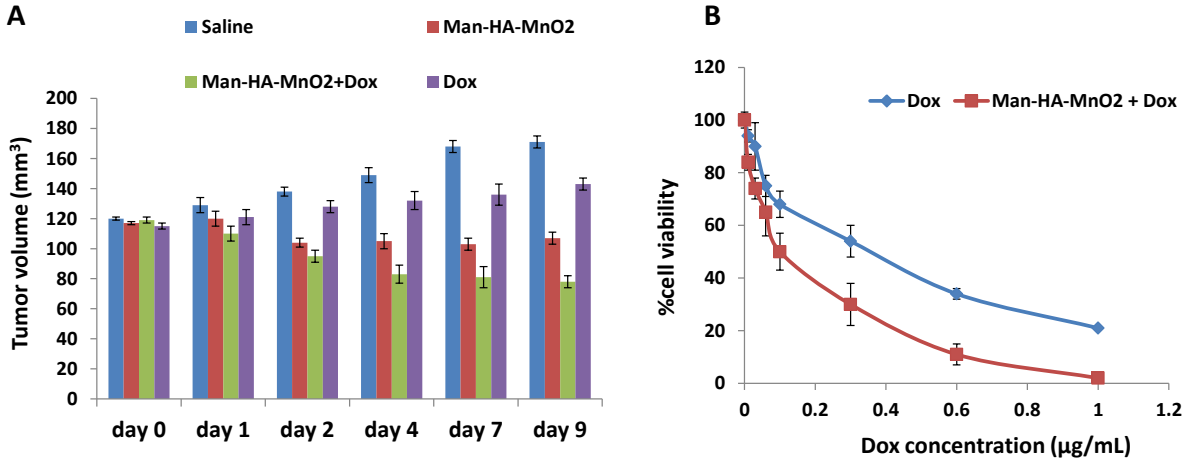 A
Saline
Man-HA-MnO2
Man-HA-MnO2+Dox
Dox
Tumor volume (mm³)
200
180
160
140
120
100
80
60
40
20
0
day 0 day 1 day 2 day 4 day 7 day 9
B
Dox
Man-HA-MnO2 + Dox
%cell viability
120
100
80
60
40
20
0
0 0.2 0.4 0.6 0.8 1 1.2
Dox concentration (µg/mL)